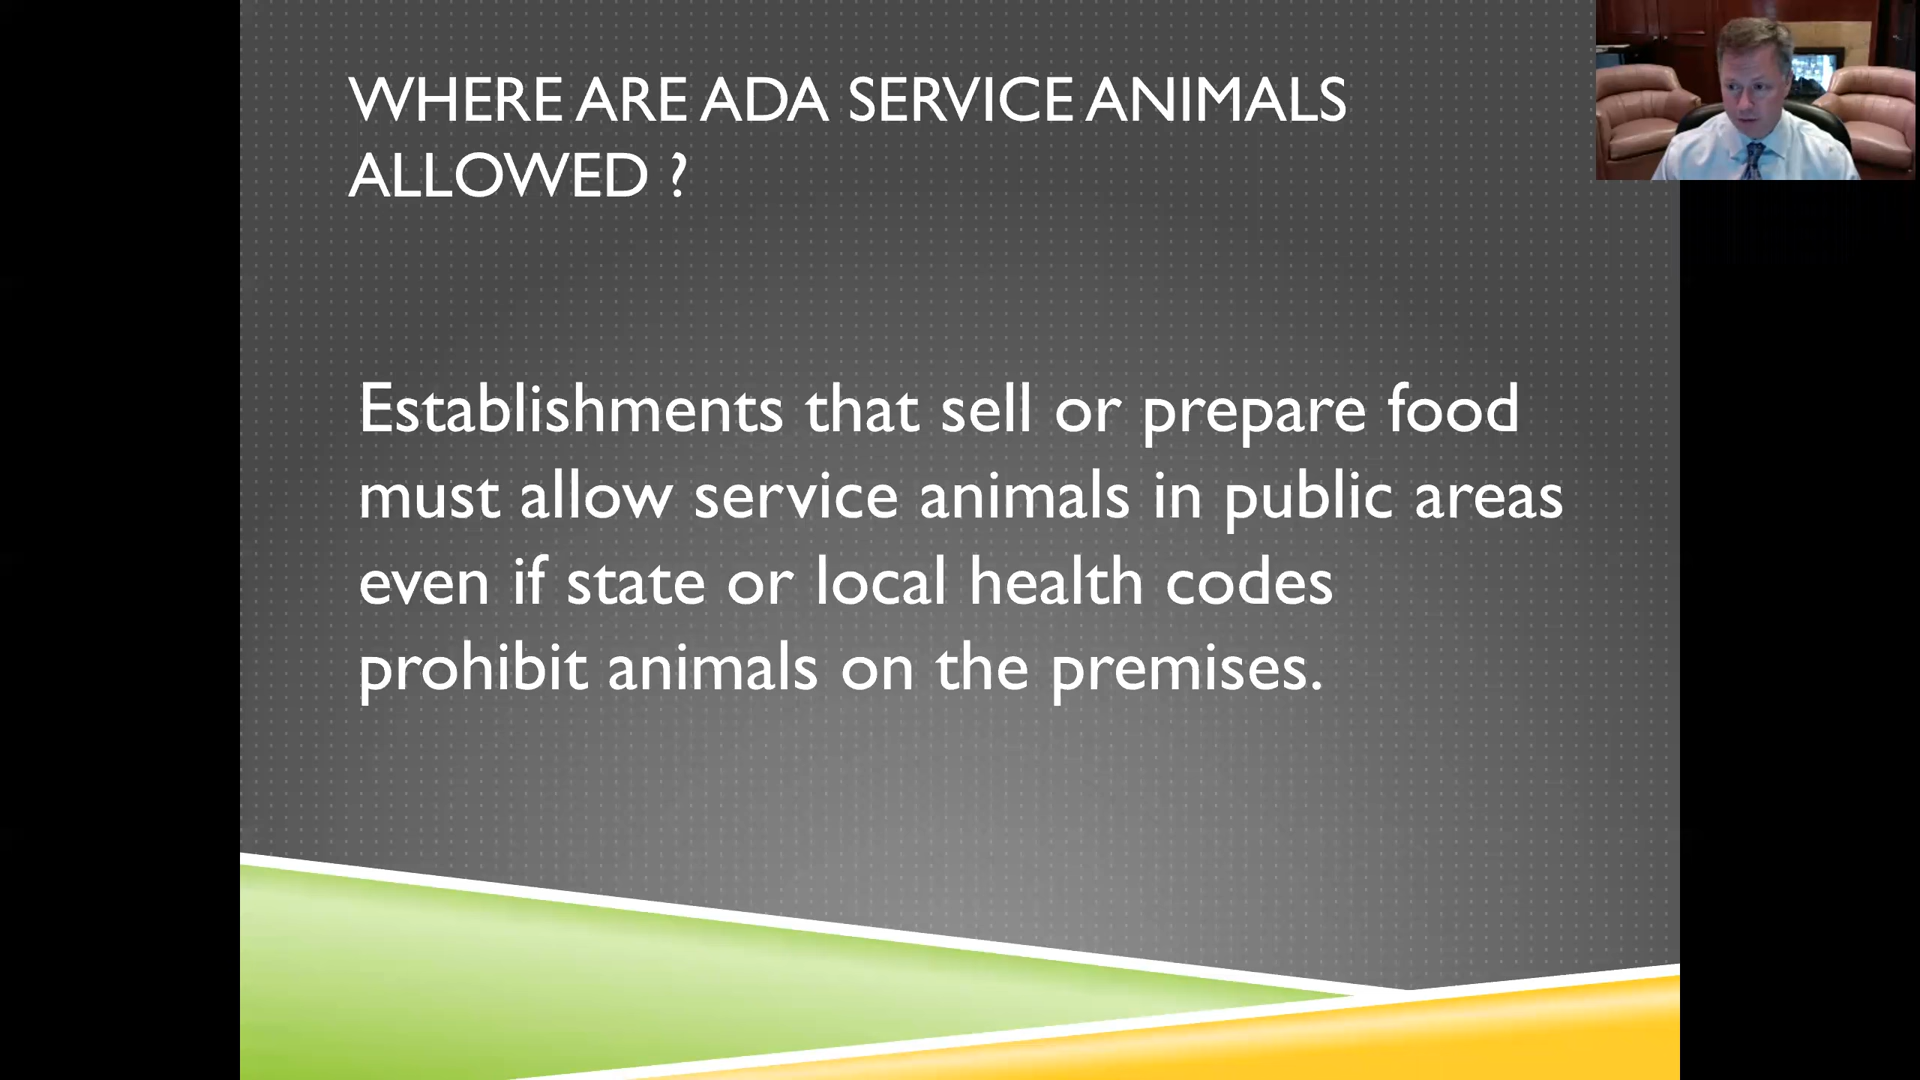 WHERE ARE ADA SERVICE ANIMALS
ALLOWED ?
Establishments that sell or prepare food
must allow service animals in public areas
even if state or local health codes
prohibit animals on the premises.